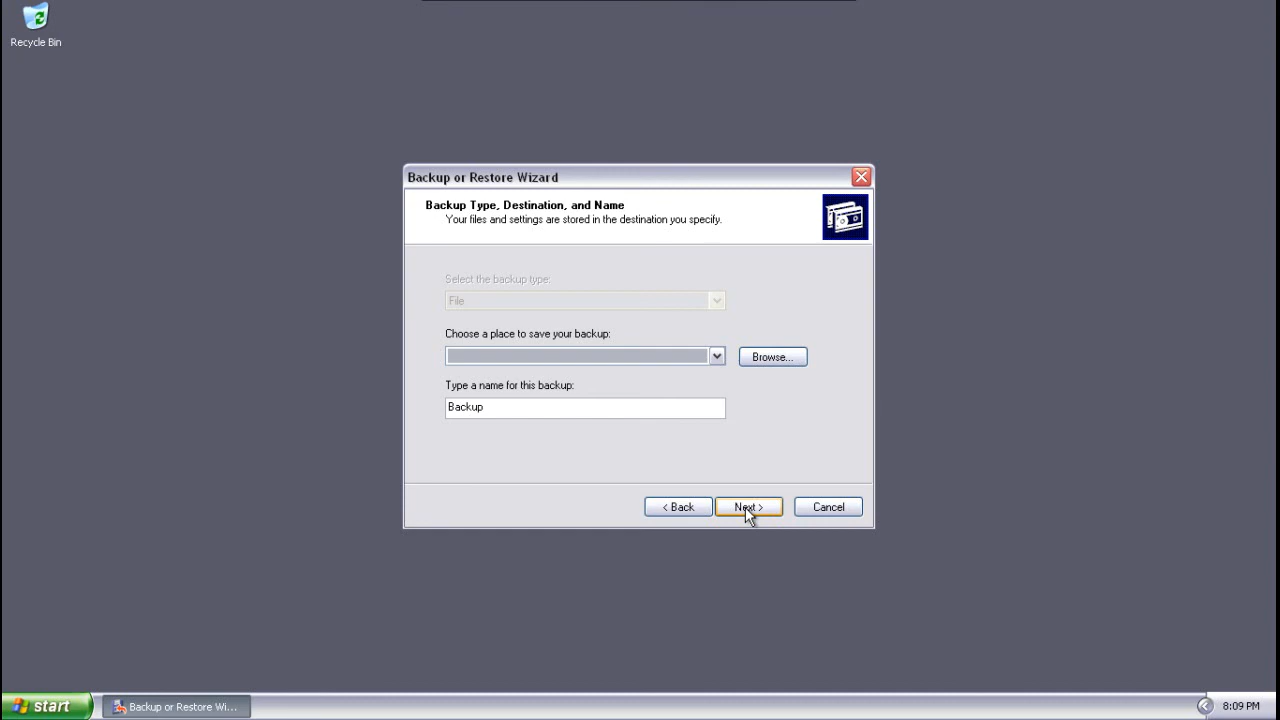 Recycle Bin
Backup or Restore Wizard
Backup Type, Destination, and Name
Your files and settings are stored in the destination you specify.
Select the backup type:
File
Choose a place to save your backup:
Browse...
Type a name for this backup:
Backup
< Back
Next >
Cancel
start
Backup or Restore Wi...
8:09 PM